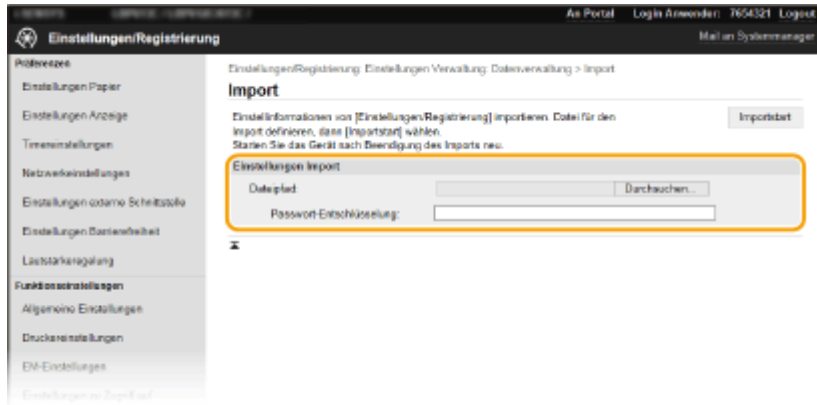 An Portal Login Anwender: 7654321 Logout
Einstellungen/Registrierung
Mail an Systemmanager
Präferenzen
Einstellungen Papier
Einstellungen Anzeige
Timereinstellungen
Netzwerkeinstellungen
Einstellungen externe Schnittstelle
Einstellungen Barrierefreiheit
Lautstärkeregelung
Funktionseinstellungen
Allgemeine Einstellungen
Druckereinstellungen
EM-Einstellungen
Einstellungen/Registrierung: Einstellungen Verwaltung: Datenverwaltung > Import
Import
Einstellinformationen von [Einstellungen/Registrierung] importieren. Datei für den
Import definieren, dann [Importstart] wählen.
Starten Sie das Gerät nach Beendigung des Imports neu.
Importstart
Einstellungen Import
Dateipfad:
Durchsuchen...
Passwort-Entschlüsselung: